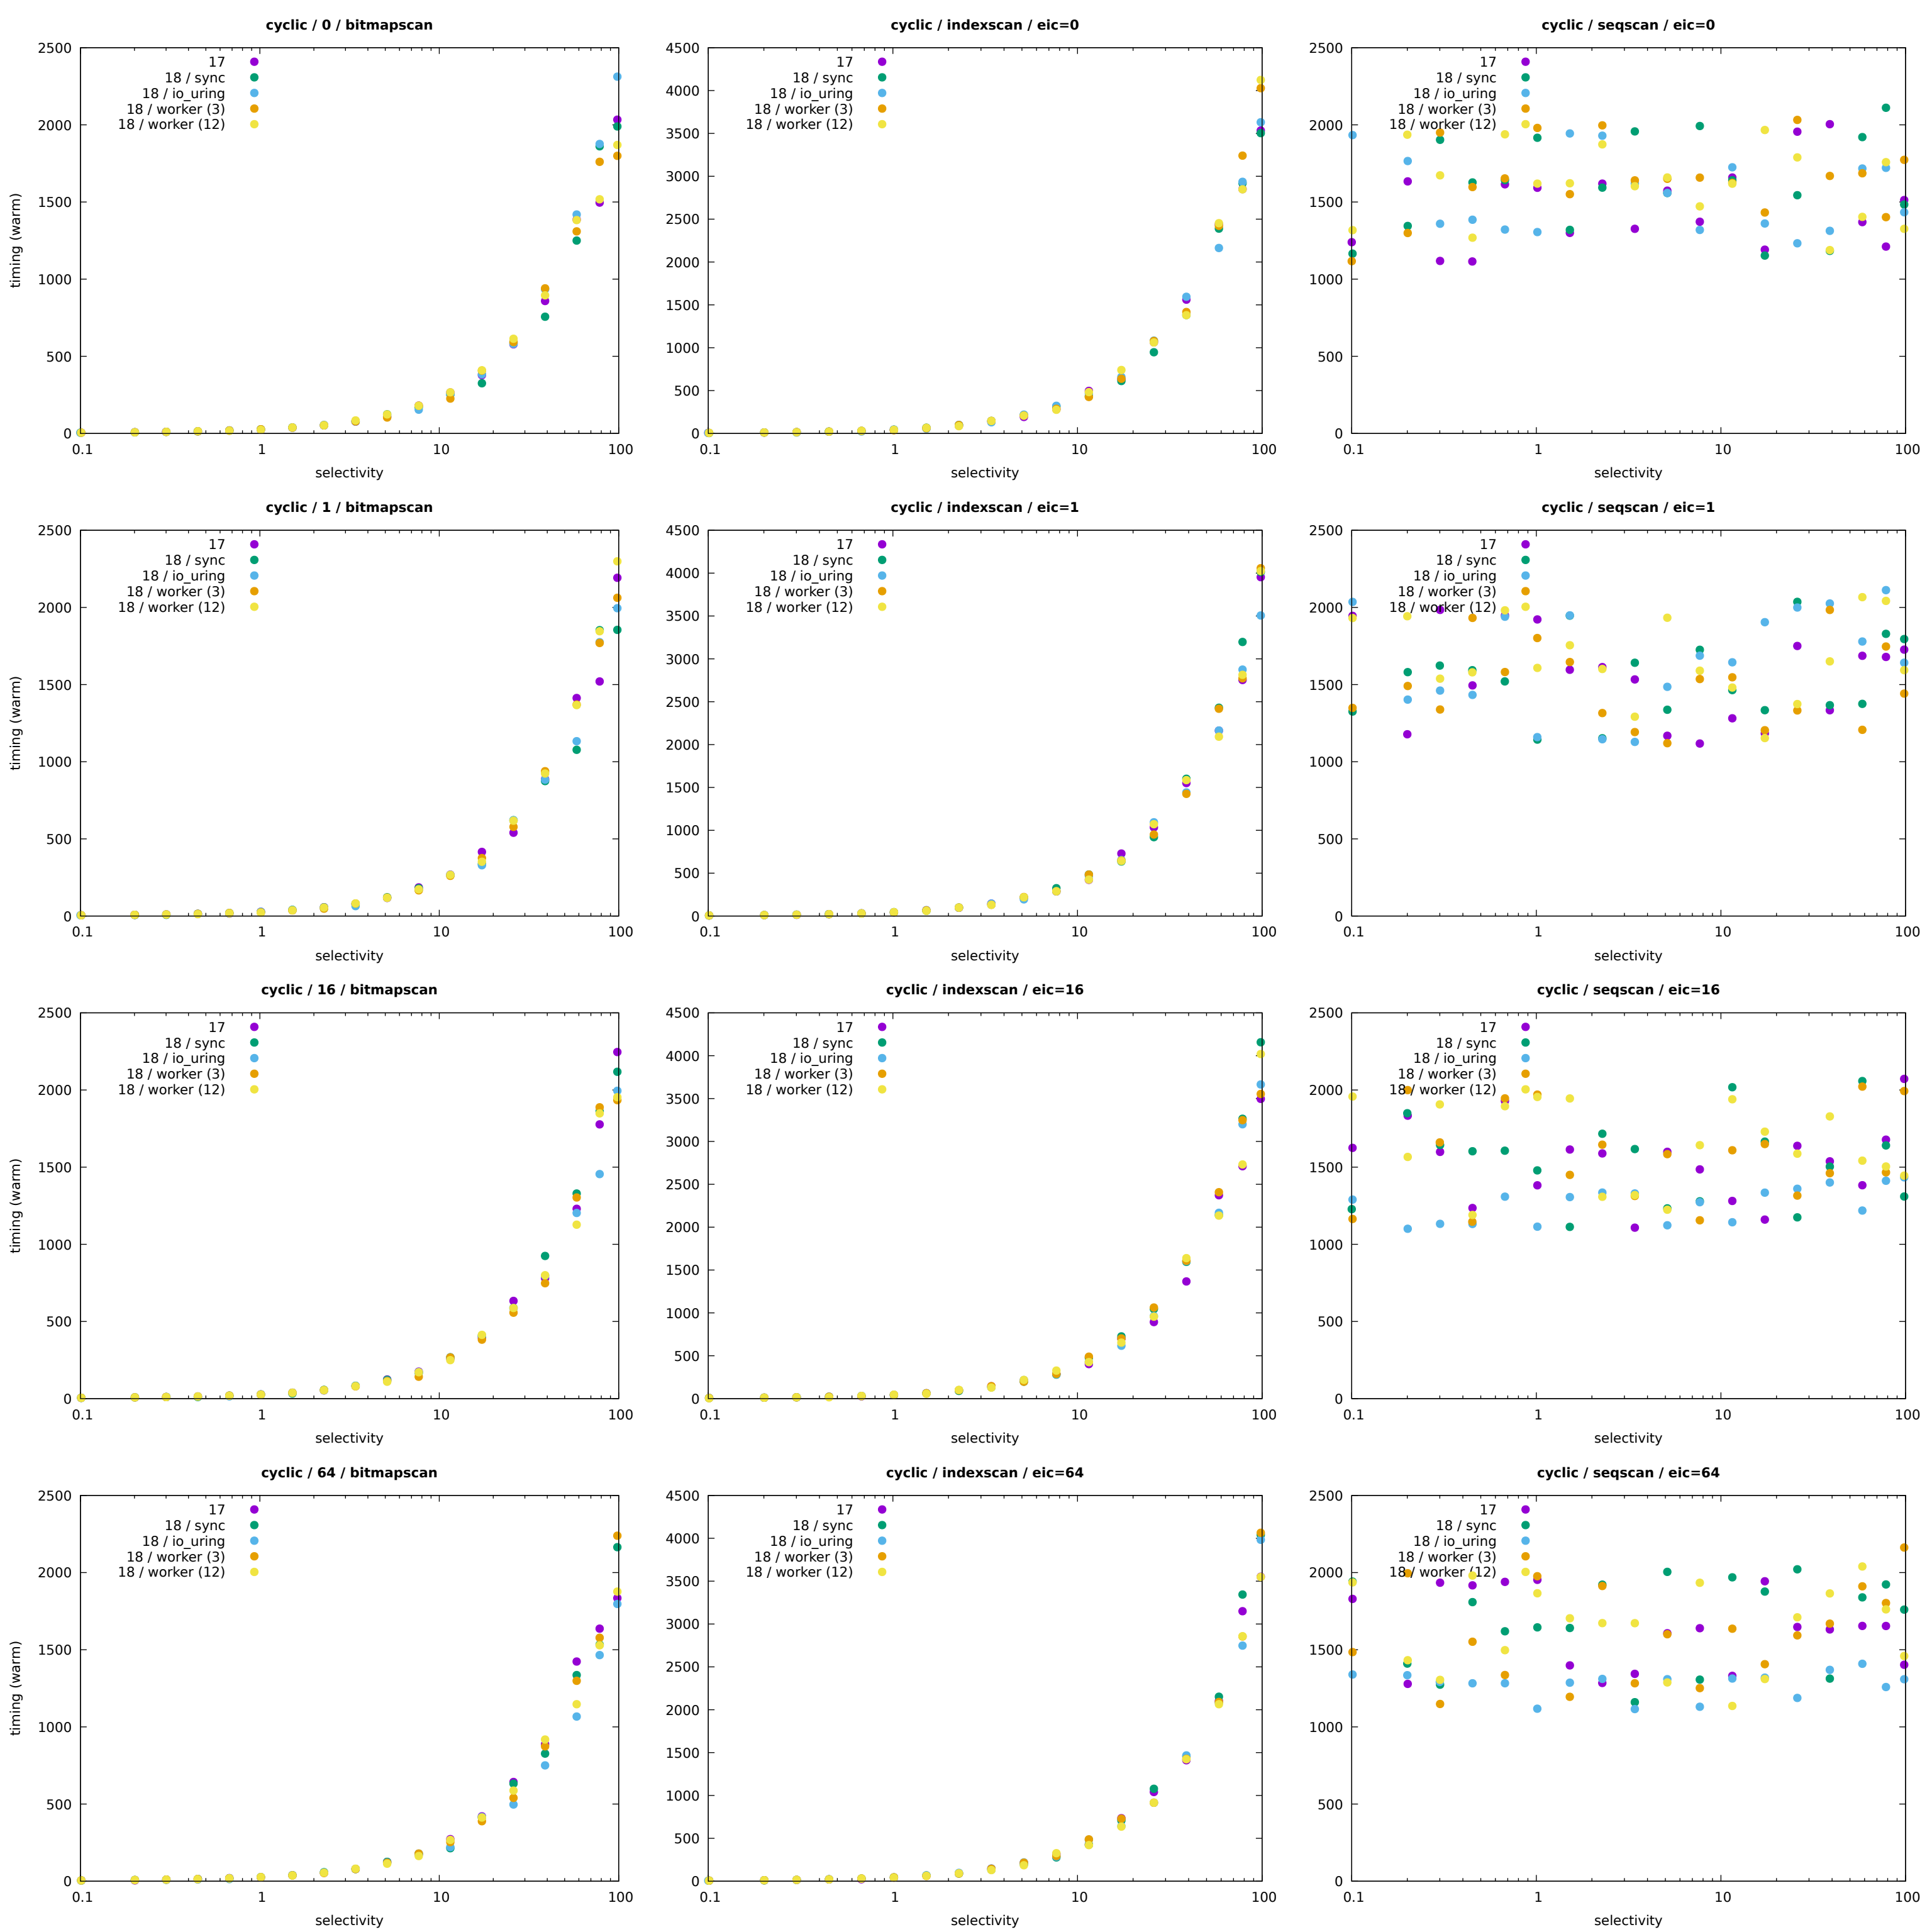 cyclic / 0 / bitmapscan
timing (warm)
2500
2000
1500
1000
500
0
17
18 / sync
18 / io_uring
18 / worker (3)
18 / worker (12)
0.1 1 10 100
selectivity
cyclic / indexscan / eic=0
4500
4000
3500
3000
2500
2000
1500
1000
500
0
17
18 / sync
18 / io_uring
18 / worker (3)
18 / worker (12)
0.1 1 10 100
selectivity
cyclic / seqscan / eic=0
2500
2000
1500
1000
500
0
17
18 / sync
18 / io_uring
18 / worker (3)
18 / worker (12)
0.1 1 10 100
selectivity
cyclic / 1 / bitmapscan
timing (warm)
2500
2000
1500
1000
500
0
17
18 / sync
18 / io_uring
18 / worker (3)
18 / worker (12)
0.1 1 10 100
selectivity
cyclic / indexscan / eic=1
4500
4000
3500
3000
2500
2000
1500
1000
500
0
17
18 / sync
18 / io_uring
18 / worker (3)
18 / worker (12)
0.1 1 10 100
selectivity
cyclic / seqscan / eic=1
2500
2000
1500
1000
500
0
17
18 / sync
18 / io_uring
18 / worker (3)
18 / worker (12)
0.1 1 10 100
selectivity
cyclic / 16 / bitmapscan
timing (warm)
2500
2000
1500
1000
500
0
17
18 / sync
18 / io_uring
18 / worker (3)
18 / worker (12)
0.1 1 10 100
selectivity
cyclic / indexscan / eic=16
4500
4000
3500
3000
2500
2000
1500
1000
500
0
17
18 / sync
18 / io_uring
18 / worker (3)
18 / worker (12)
0.1 1 10 100
selectivity
cyclic / seqscan / eic=16
2500
2000
1500
1000
500
0
17
18 / sync
18 / io_uring
18 / worker (3)
18 / worker (12)
0.1 1 10 100
selectivity
cyclic / 64 / bitmapscan
timing (warm)
2500
2000
1500
1000
500
0
17
18 / sync
18 / io_uring
18 / worker (3)
18 / worker (12)
0.1 1 10 100
selectivity
cyclic / indexscan / eic=64
4500
4000
3500
3000
2500
2000
1500
1000
500
0
17
18 / sync
18 / io_uring
18 / worker (3)
18 / worker (12)
0.1 1 10 100
selectivity
cyclic / seqscan / eic=64
2500
2000
1500
1000
500
0
17
18 / sync
18 / io_uring
18 / worker (3)
18 / worker (12)
0.1 1 10 100
selectivity